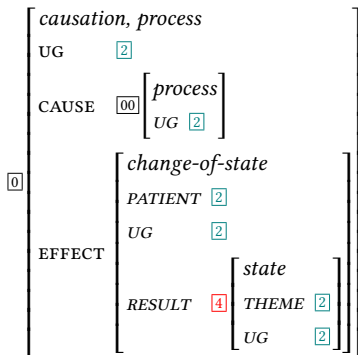 causation, process
UG 2
CAUSE 00 process
UG 2
0
change-of-state
PATIENT 2
UG 2
EFFECT
state
RESULT 4 THEME 2
UG 2